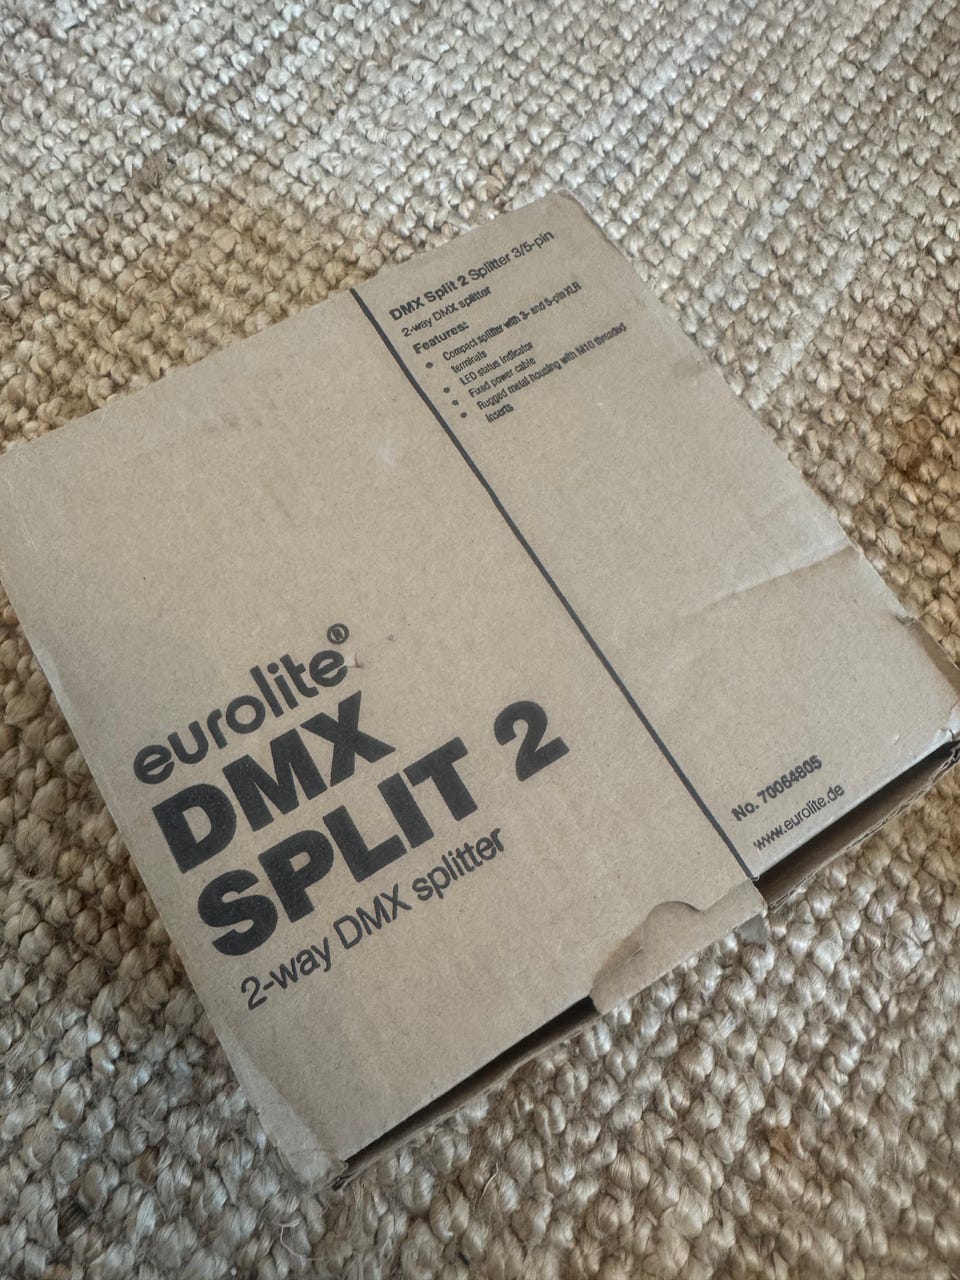 DMX Split 2 Splitter 3/5-pin
2-way DMX splitter
Features:
• Compact splitter with 3- and 5-pin XLR
terminals
• LED status indicator
• Fixed power cable
• Rugged metal housing with M10 threaded
inserts
eurolite®
DMX
SPLIT 2
2-way DMX splitter
No. 70064805
www.eurolite.de